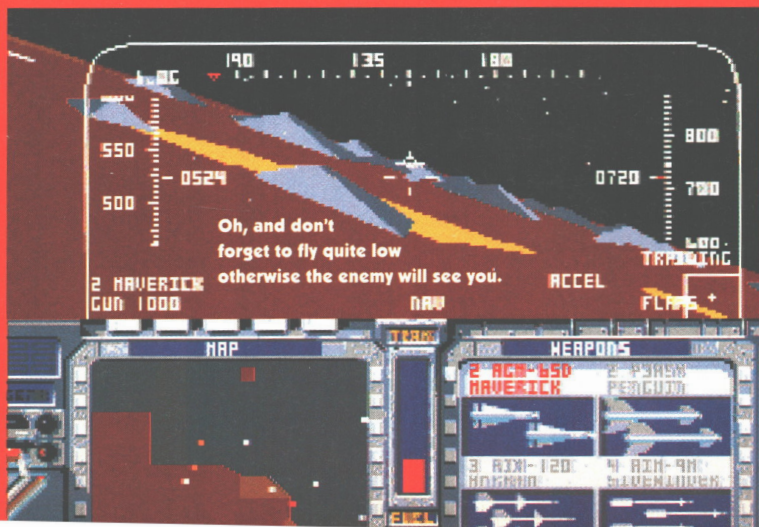 190 135 180
550
800
0524
0720
700
500
600
Oh, and don't
forget to fly quite low
otherwise the enemy will see you.
TRAINING
2 MAVERICK
ACCEL
GUN 1000
NAV
FLAPS
MAP
WEAPONS
2 AGM-65D
MAVERICK
PENGUIN
3 AIM-120
4 AIM-9M
SIDEWINDER
FUEL